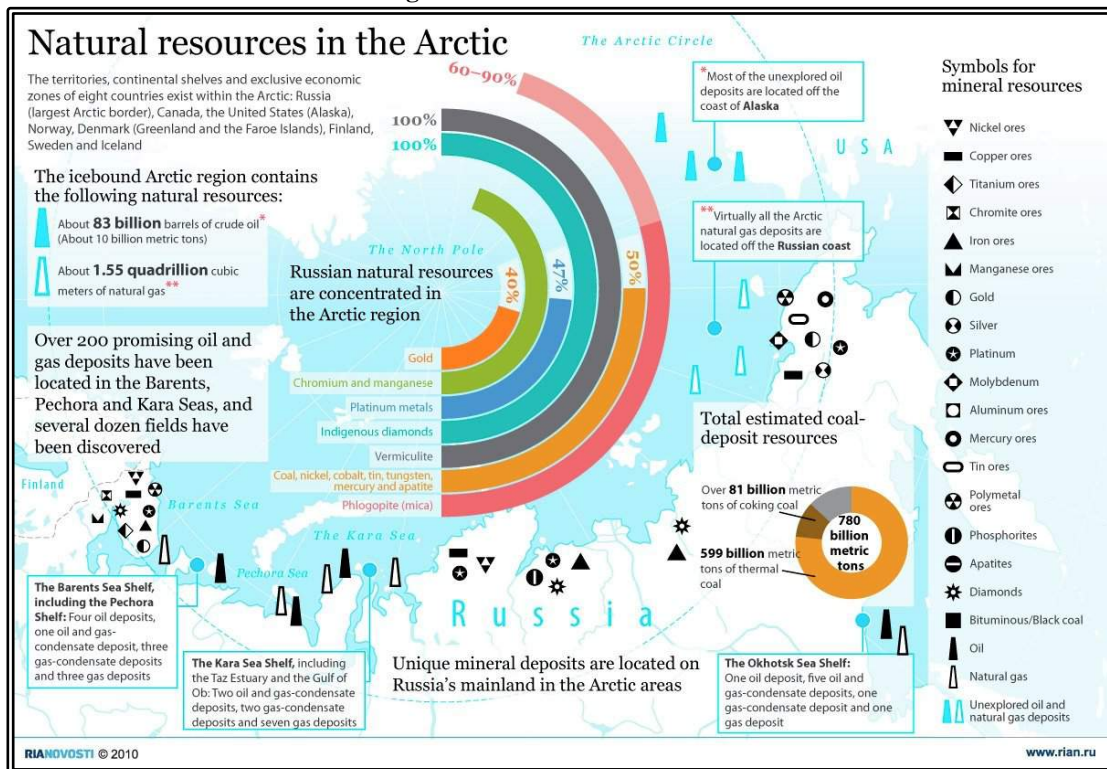 Natural resources in the Arctic
The territories, continental shelves and exclusive economic
zones of eight countries exist within the Arctic: Russia
(largest Arctic border), Canada, the United States (Alaska),
Norway, Denmark (Greenland and the Faroe Islands), Finland,
Sweden and Iceland
The icebound Arctic region contains
the following natural resources:
About 83 billion barrels of crude oil*
(About 10 billion metric tons)
About 1.55 quadrillion cubic
meters of natural gas**
Over 200 promising oil and
gas deposits have been
located in the Barents,
Pechora and Kara Seas, and
several dozen fields have
been discovered
The Arctic Circle
60–90%
100%
100%
The North Pole
Russian natural resources
are concentrated in
the Arctic region
40%
47%
50%
Gold
Chromium and manganese
Platinum metals
Indigenous diamonds
Vermiculite
Coal, nickel, cobalt, tin, tungsten,
mercury and apatite
Phlogopite (mica)
*Most of the unexplored oil
deposits are located off the
coast of Alaska
USA
**Virtually all the Arctic
natural gas deposits are
located off the Russian coast
Total estimated coal-
deposit resources
Over 81 billion metric
tons of coking coal
599 billion metric
tons of thermal
coal
780
billion
metric
tons
Finland
Barents Sea
The Kara Sea
Pechora Sea
Russia
The Barents Sea Shelf,
including the Pechora
Shelf: Four oil deposits,
one oil and gas-
condensate deposit, three
gas-condensate deposits
and three gas deposits
The Kara Sea Shelf, including
the Taz Estuary and the Gulf of
Ob: Two oil and gas-condensate
deposits, two gas-condensate
deposits and seven gas deposits
Unique mineral deposits are located on
Russia's mainland in the Arctic areas
The Okhotsk Sea Shelf:
One oil deposit, five oil and
gas-condensate deposits, one
gas-condensate deposit and one
gas deposit
Symbols for
mineral resources
Nickel ores
Copper ores
Titanium ores
Chromite ores
Iron ores
Manganese ores
Gold
Silver
Platinum
Molybdenum
Aluminum ores
Mercury ores
Tin ores
Polymetal
ores
Phosphorites
Apatites
Diamonds
Bituminous/Black coal
Oil
Natural gas
Unexplored oil and
natural gas deposits
RIANOVOSTI © 2010
www.rian.ru